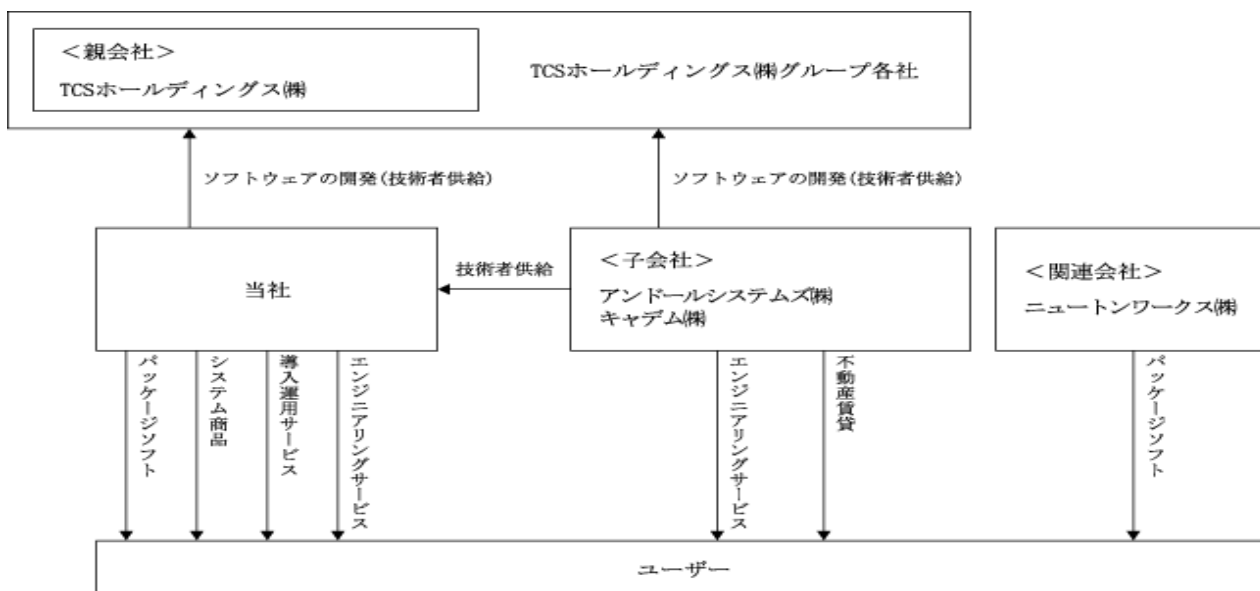 ＜親会社＞
TCSホールディングス㈱
TCSホールディングス㈱グループ各社
ソフトウェアの開発(技術者供給)
ソフトウェアの開発(技術者供給)
当社
技術者供給
＜子会社＞
アンドールシステムズ㈱
キャデム㈱
＜関連会社＞
ニュートンワークス㈱
パッケージソフト
システム商品
導入運用サービス
エンジニアリングサービス
エンジニアリングサービス
不動産賃貸
パッケージソフト
ユーザー